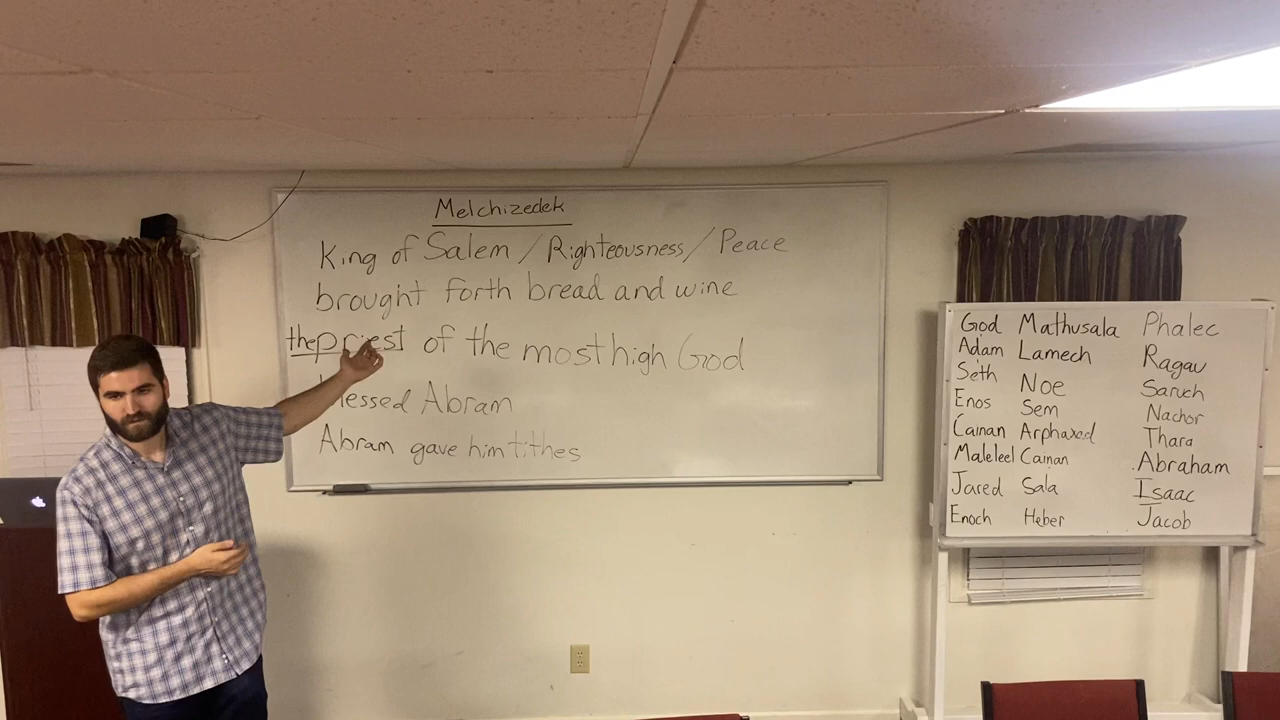 Melchizedek
King of Salem / Righteousness / Peace
brought forth bread and wine
the priest of the most high God
blessed Abram
Abram gave him tithes
God Mathusala Phalec
Adam Lamech Ragau
Seth Noe Saruch
Enos Sem Nachor
Cainan Arphaxad Thara
Maleleel Cainan Abraham
Jared Sala Isaac
Enoch Heber Jacob